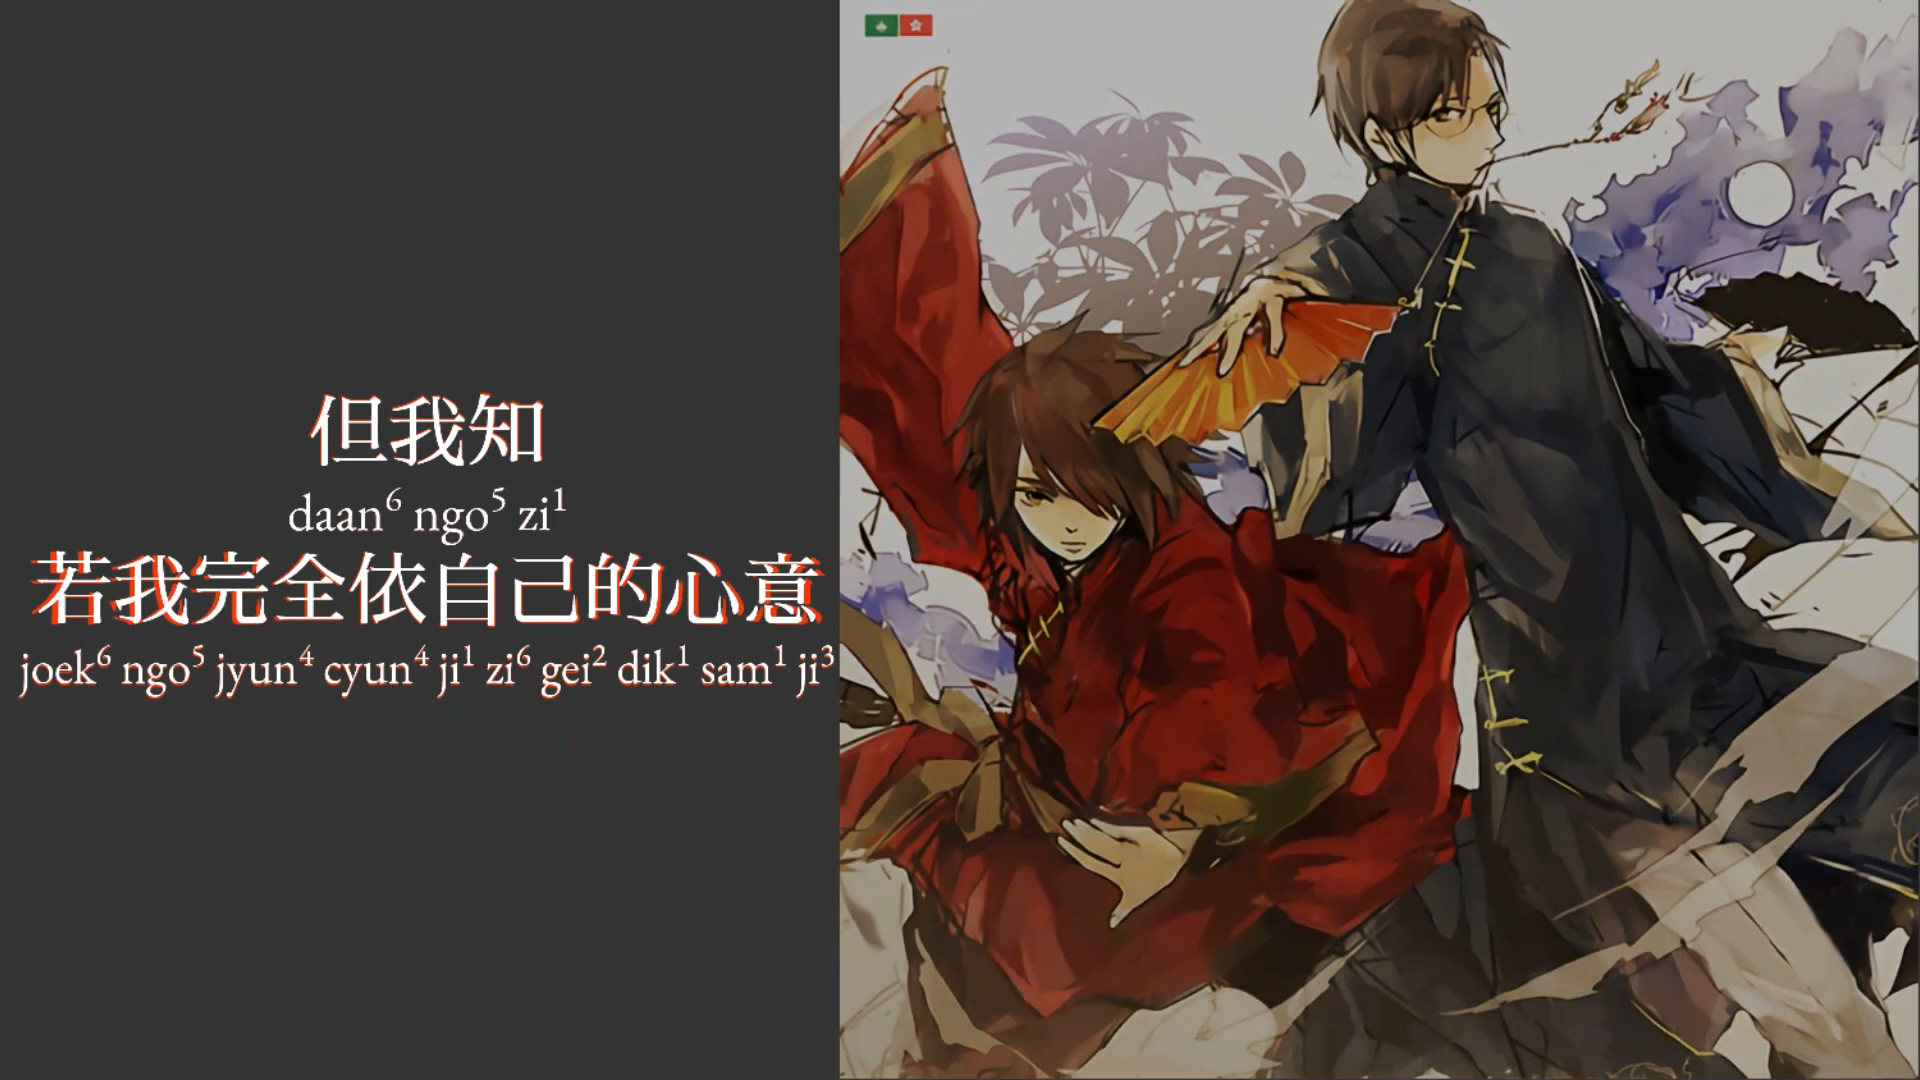 但我知
daan⁶ ngo⁵ zi¹
若我完全依自己的心意
joek⁶ ngo⁵ jyun⁴ cyun⁴ ji¹ zi⁶ gei² dik¹ sam¹ ji³